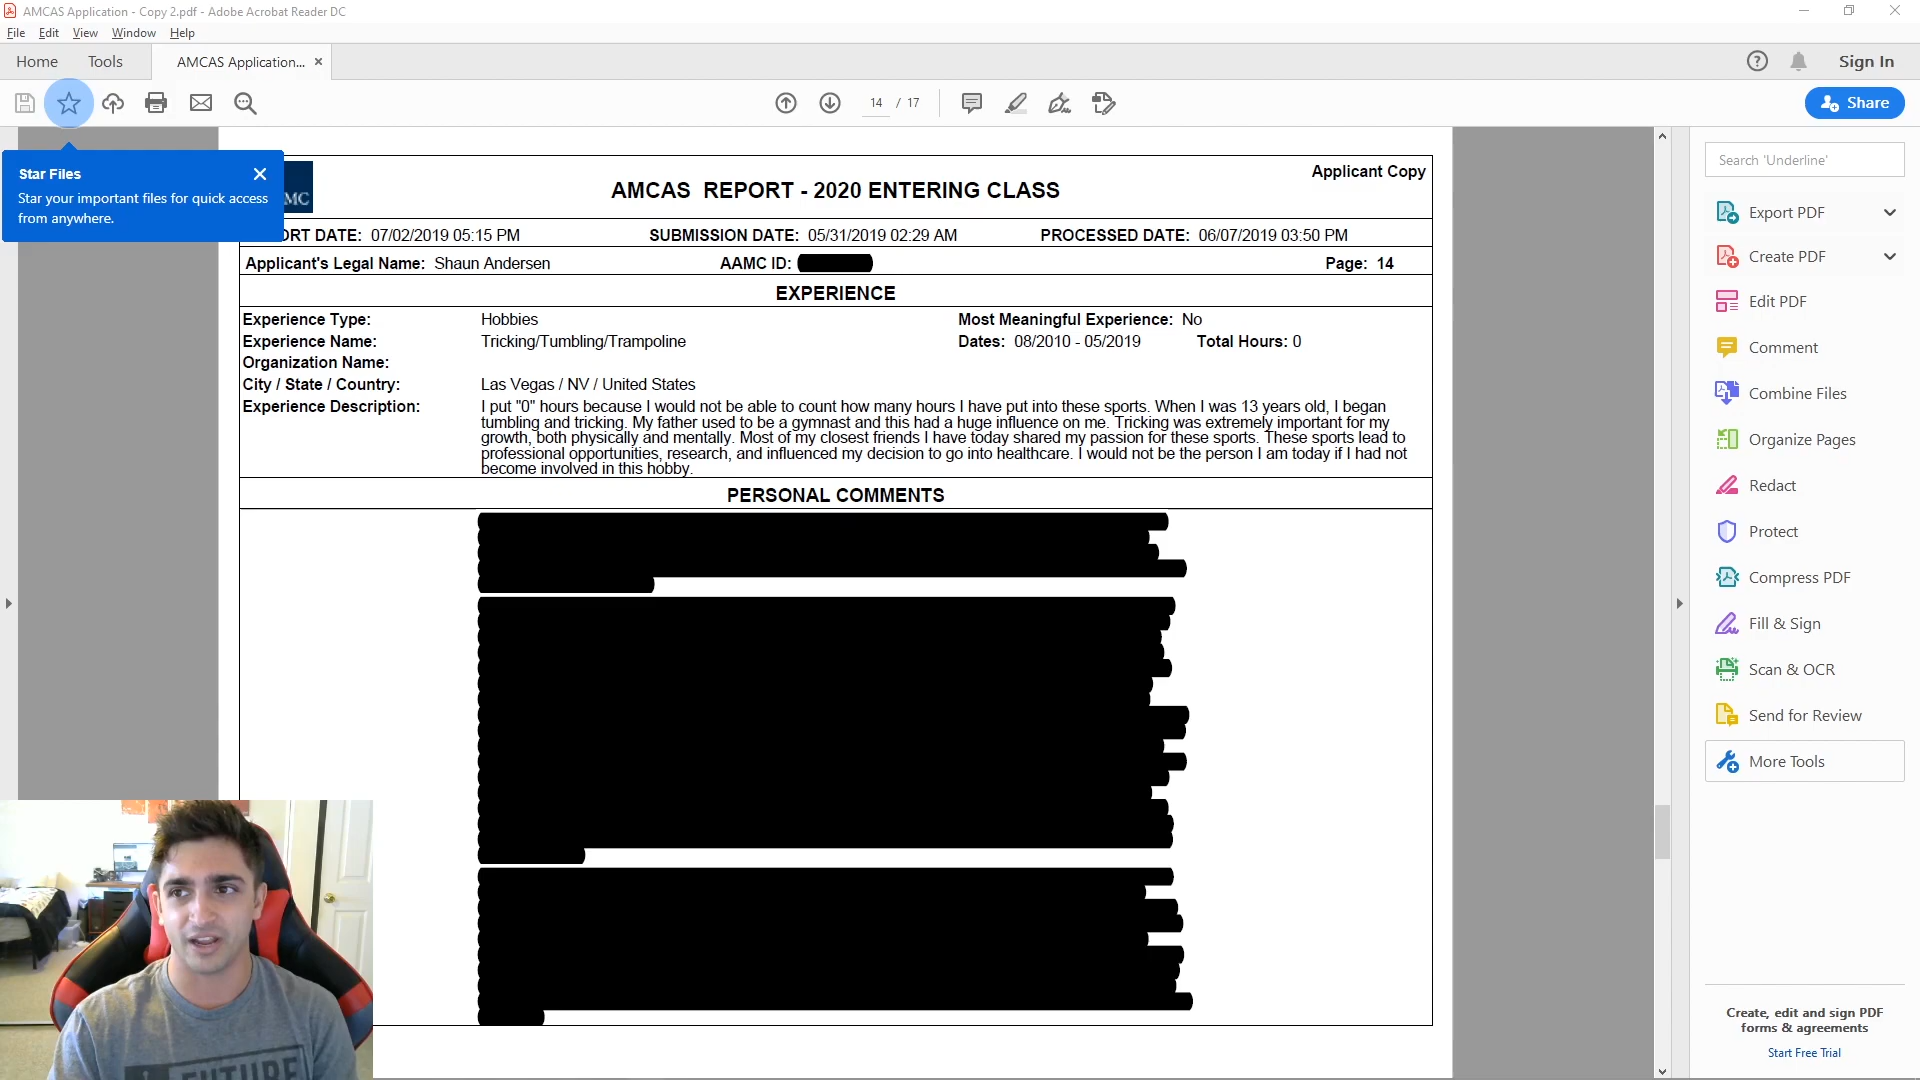 AMCAS Application - Copy 2.pdf - Adobe Acrobat Reader DC
File Edit View Window Help
Home Tools AMCAS Application... ×
Sign In
14 / 17
Share
Star Files
Star your important files for quick access
from anywhere.
MC
Applicant Copy
AMCAS REPORT - 2020 ENTERING CLASS
ORT DATE: 07/02/2019 05:15 PM SUBMISSION DATE: 05/31/2019 02:29 AM PROCESSED DATE: 06/07/2019 03:50 PM
Applicant's Legal Name: Shaun Andersen AAMC ID: Page: 14
EXPERIENCE
Experience Type: Hobbies Most Meaningful Experience: No
Experience Name: Tricking/Tumbling/Trampoline Dates: 08/2010 - 05/2019 Total Hours: 0
Organization Name:
City / State / Country: Las Vegas / NV / United States
Experience Description: I put "0" hours because I would not be able to count how many hours I have put into these sports. When I was 13 years old, I began
tumbling and tricking. My father used to be a gymnast and this had a huge influence on me. Tricking was extremely important for my
growth, both physically and mentally. Most of my closest friends I have today shared my passion for these sports. These sports lead to
professional opportunities, research, and influenced my decision to go into healthcare. I would not be the person I am today if I had not
become involved in this hobby.
PERSONAL COMMENTS
Search 'Underline'
Export PDF
Create PDF
Edit PDF
Comment
Combine Files
Organize Pages
Redact
Protect
Compress PDF
Fill & Sign
Scan & OCR
Send for Review
More Tools
Create, edit and sign PDF
forms & agreements
Start Free Trial
FUTURE